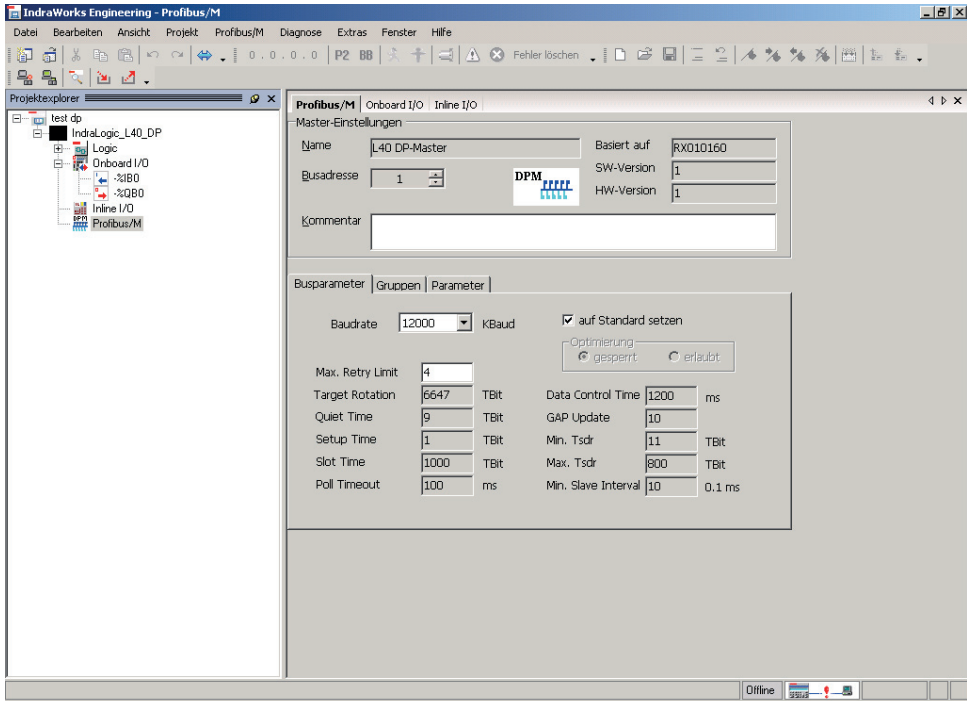 IndraWorks Engineering - Profibus/M
Datei Bearbeiten Ansicht Projekt Profibus/M Diagnose Extras Fenster Hilfe
0 . 0 . 0 . 0 P2 BB Fehler löschen
Projektexplorer
test dp
IndraLogic_L40_DP
Logic
Onboard I/O
-%IB0
-%QB0
Inline I/O
Profibus/M
Profibus/M Onboard I/O Inline I/O
Master-Einstellungen
Name L40 DP-Master Basiert auf RX010160
Busadresse 1 DPM SW-Version 1
HW-Version 1
Kommentar
Busparameter Gruppen Parameter
Baudrate 12000 KBaud auf Standard setzen
Optimierung
gesperrt erlaubt
Max. Retry Limit 4
Target Rotation 6647 TBit Data Control Time 1200 ms
Quiet Time 9 TBit GAP Update 10
Setup Time 1 TBit Min. Tsdr 11 TBit
Slot Time 1000 TBit Max. Tsdr 800 TBit
Poll Timeout 100 ms Min. Slave Interval 10 0.1 ms
Offline